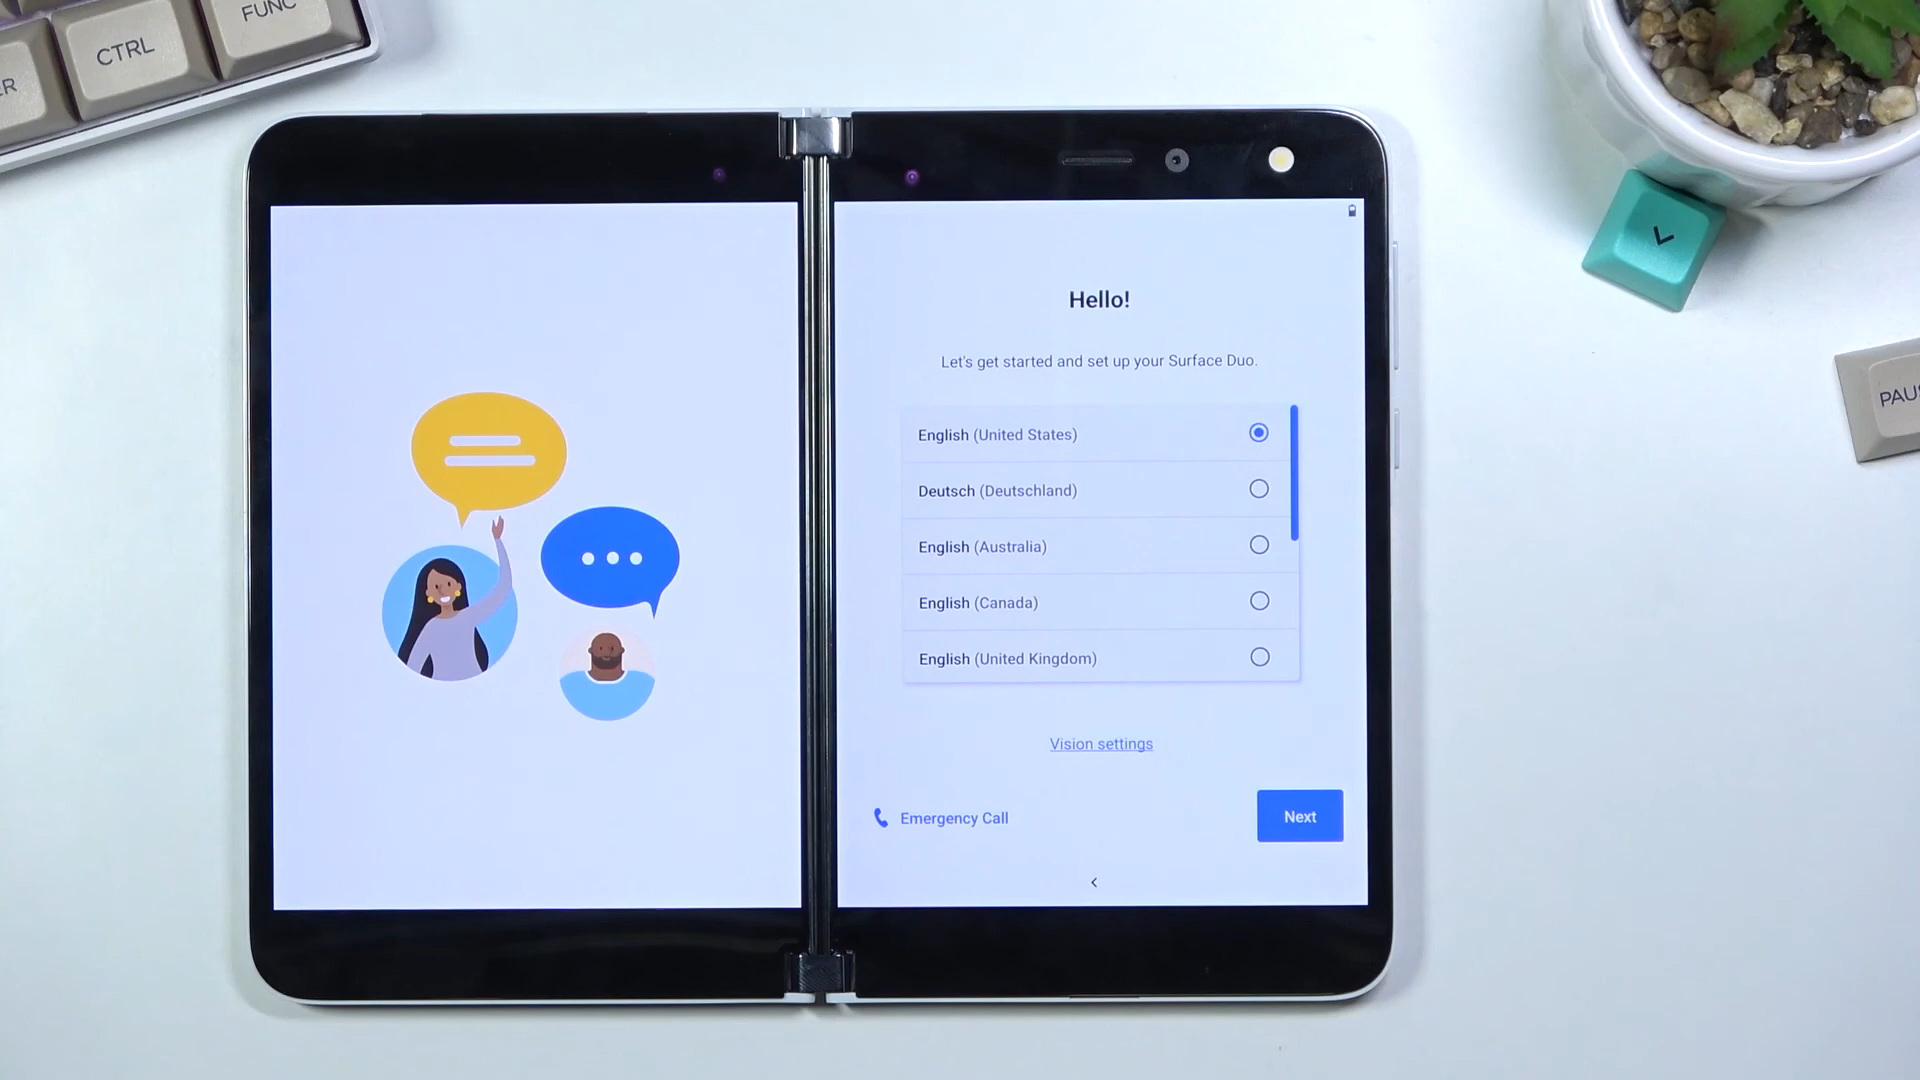 FUNC
CTRL
Hello!
Let's get started and set up your Surface Duo.
English (United States)
Deutsch (Deutschland)
English (Australia)
English (Canada)
English (United Kingdom)
Vision settings
Emergency Call
Next